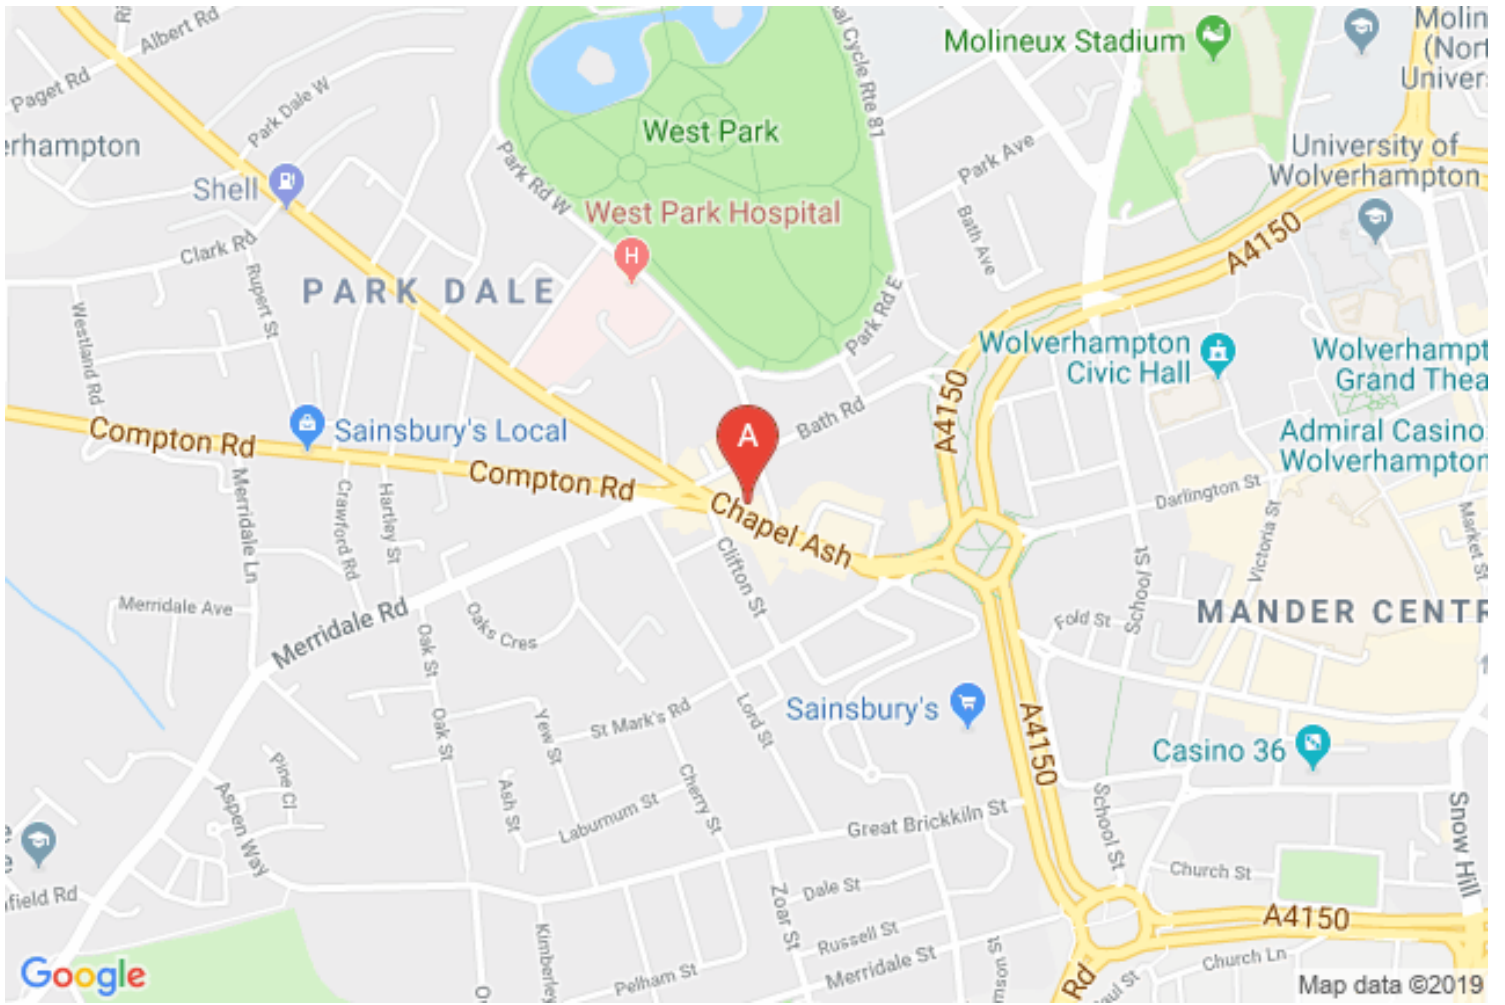 Albert Rd
Paget Rd
Park Dale W
Shell
Clark Rd
Rupert St
Westland Rd
PARK DALE
Park Rd W
West Park
West Park Hospital
H
Cycle Rte 81
Molineux Stadium
Park Ave
Bath Ave
University of
Wolverhampton
A4150
Park Rd E
Wolverhampton
Civic Hall
A4150
Admiral Casino
Wolverhampton
Bath Rd
A
Compton Rd
Sainsbury's Local
Compton Rd
Chapel Ash
Darlington St
Victoria St
Market St
School St
Merridale Ln
Crawford Rd
Hartley St
Clifton St
Merridale Ave
Merridale Rd
Oaks Cres
Oak St
Fold St
MANDER CENTR
Oak St
Yew St
St Mark's Rd
Lord St
Sainsbury's
A4150
Casino 36
Pine Cl
Aspen Way
Ash St
Laburnum St
Cherry St
Great Brickkiln St
School St
Snow Hill
Church St
field Rd
Dale St
Zoar St
Russell St
Merridale St
A4150
Church Ln
Kimberley
Pelham St
Rd
Google
Map data ©2019